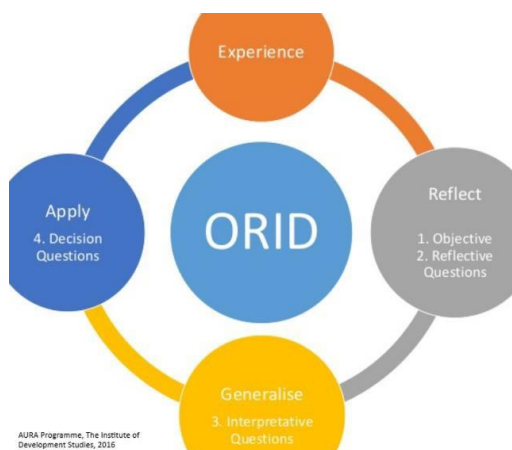 Experience
Reflect
1. Objective
2. Reflective
Questions
Apply
4. Decision
Questions
ORID
Generalise
3. Interpretative
Questions
AURA Programme, The Institute of
Development Studies, 2016